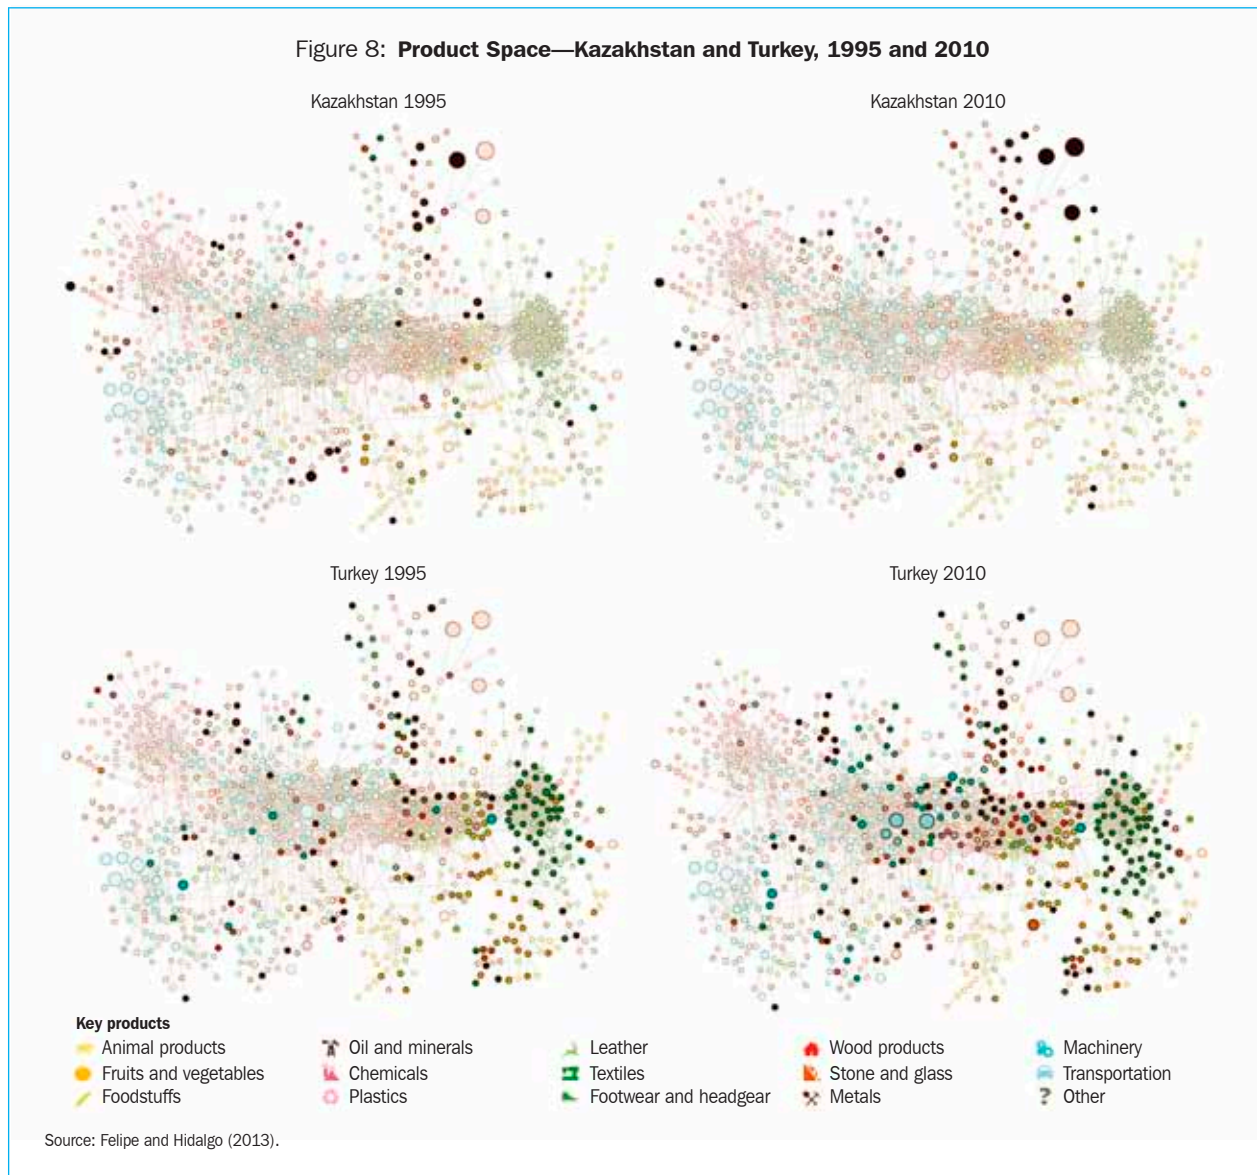 Figure 8: Product Space—Kazakhstan and Turkey, 1995 and 2010
Kazakhstan 1995
Kazakhstan 2010
Turkey 1995
Turkey 2010
Key products
Animal products
Fruits and vegetables
Foodstuffs
Oil and minerals
Chemicals
Plastics
Leather
Textiles
Footwear and headgear
Wood products
Stone and glass
Metals
Machinery
Transportation
? Other
Source: Felipe and Hidalgo (2013).